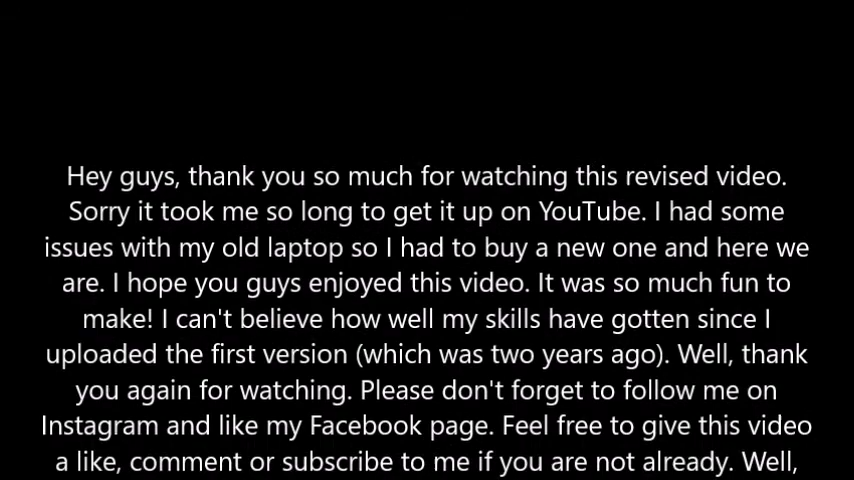 Hey guys, thank you so much for watching this revised video.
Sorry it took me so long to get it up on YouTube. I had some
issues with my old laptop so I had to buy a new one and here we
are. I hope you guys enjoyed this video. It was so much fun to
make! I can't believe how well my skills have gotten since I
uploaded the first version (which was two years ago). Well, thank
you again for watching. Please don't forget to follow me on
Instagram and like my Facebook page. Feel free to give this video
a like, comment or subscribe to me if you are not already. Well,